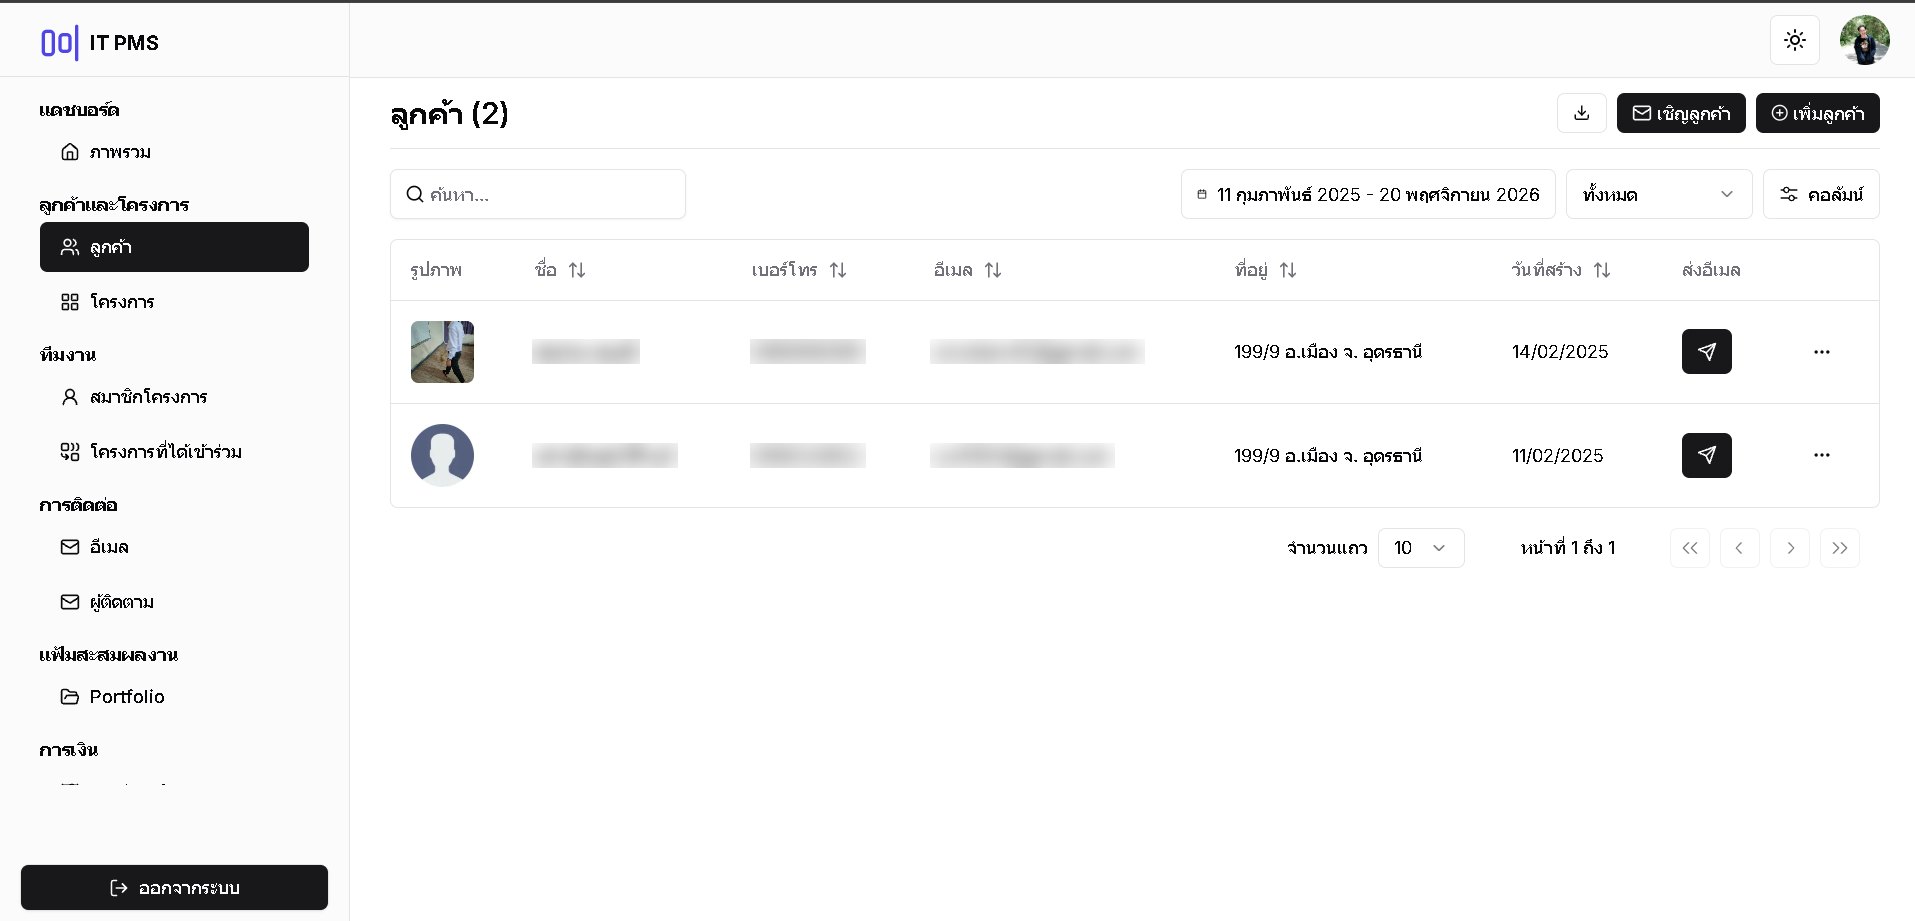 IT PMS
แดชบอร์ด
ภาพรวม
ลูกค้าและโครงการ
ลูกค้า
โครงการ
ทีมงาน
สมาชิกโครงการ
โครงการที่ได้เข้าร่วม
การติดต่อ
อีเมล
ผู้ติดตาม
แฟ้มสะสมผลงาน
Portfolio
การเงิน
ออกจากระบบ
ลูกค้า (2)
เชิญลูกค้า
เพิ่มลูกค้า
ค้นหา...
11 กุมภาพันธ์ 2025 - 20 พฤศจิกายน 2026
ทั้งหมด
คอลัมน์
รูปภาพ ชื่อ เบอร์โทร อีเมล ที่อยู่ วันที่สร้าง ส่งอีเมล
199/9 อ.เมือง จ. อุดรธานี 14/02/2025
199/9 อ.เมือง จ. อุดรธานี 11/02/2025
จำนวนแถว 10 หน้าที่ 1 ถึง 1